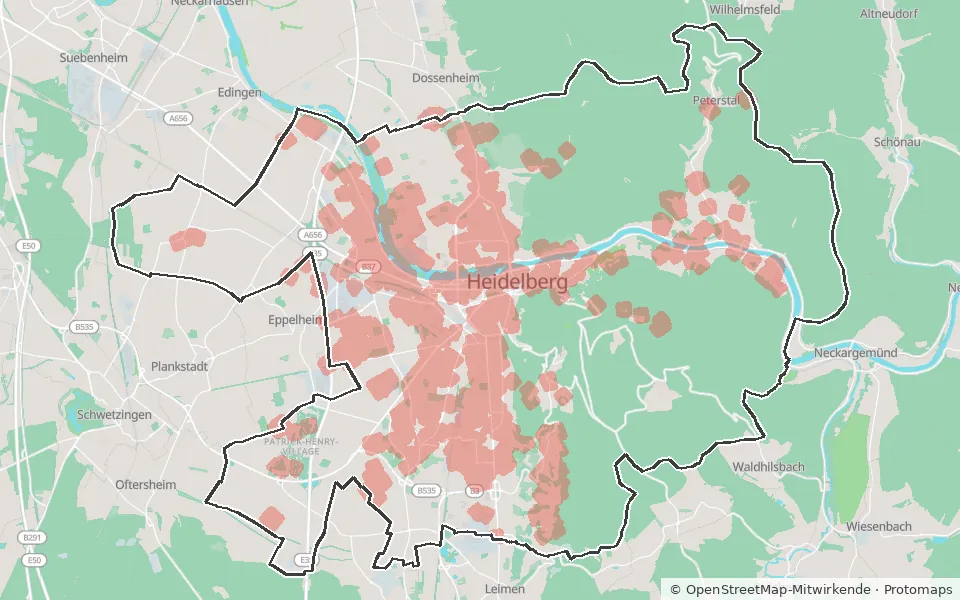 Neckarhausen
Wilhelmsfeld
Altneudorf
Suebenheim
Dossenheim
Edingen
Peterstal
A656
Schönau
A656
E50
B37
Heidelberg
Eppelheim
B535
Neckargemünd
Plankstadt
Schwetzingen
PATRICK-HENRY-
VILLAGE
Waldhilsbach
Oftersheim
B535
B3
Wiesenbach
B291
E50
Leimen
© OpenStreetMap-Mitwirkende · Protomaps